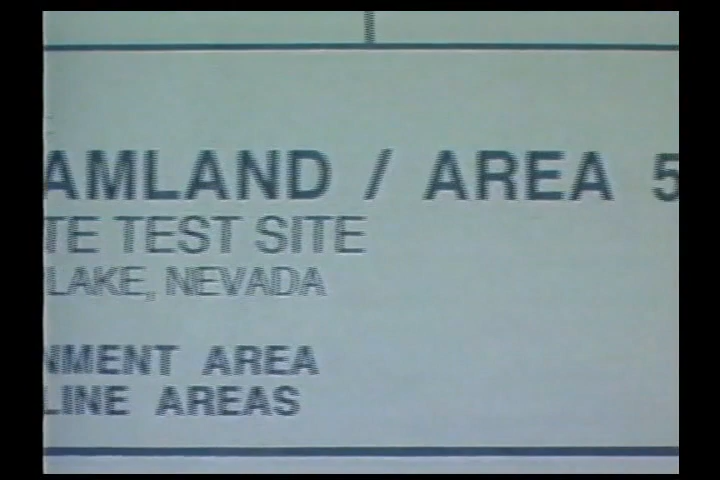 AMLAND / AREA 5
TE TEST SITE
LAKE, NEVADA
NMENT AREA
LINE AREAS